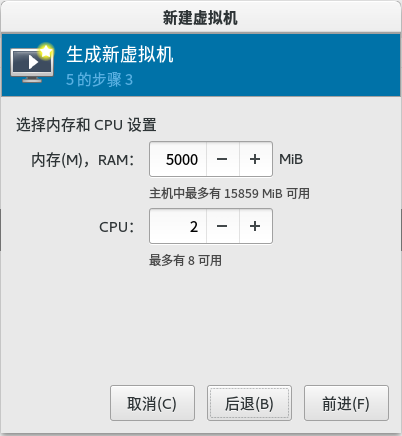 新建虚拟机
生成新虚拟机
5 的步骤 3
选择内存和 CPU 设置
内存(M)，RAM： 5000 − + MiB
主机中最多有 15859 MiB 可用
CPU： 2 − +
最多有 8 可用
取消(C) 后退(B) 前进(F)